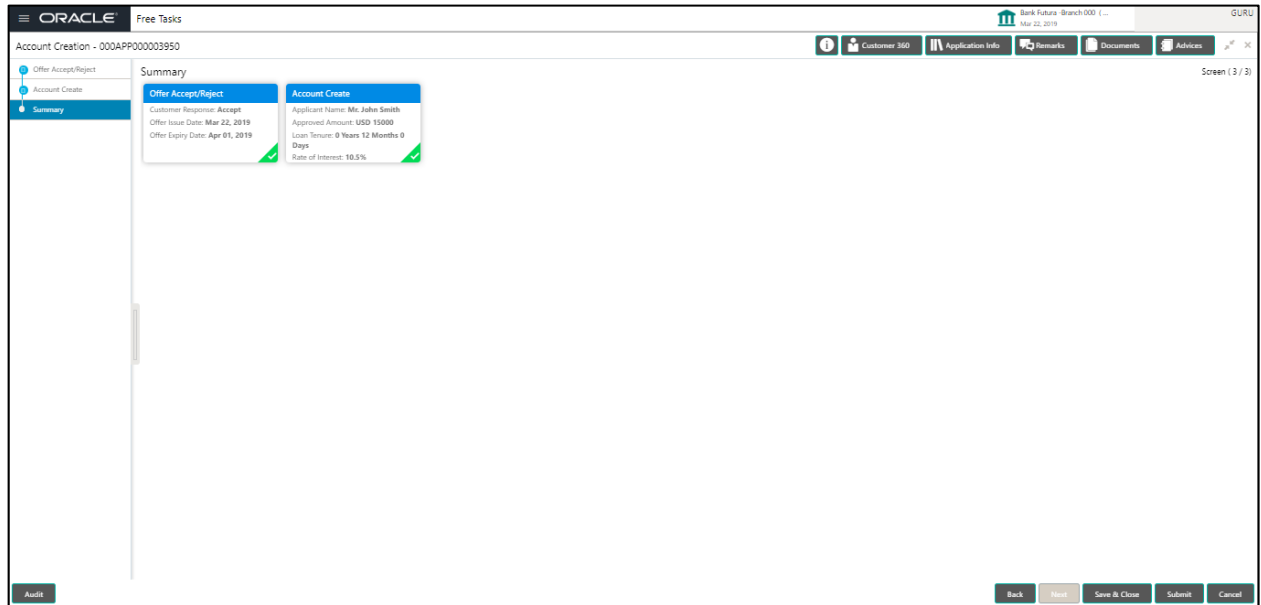 ORACLE
Free Tasks
Bank Futura -Branch 000 ( ...
Mar 22, 2019
GURU
Account Creation - 000APP000003950
Customer 360
Application Info
Remarks
Documents
Advices
Offer Accept/Reject
Account Create
Summary
Summary
Screen ( 3 / 3)
Offer Accept/Reject
Customer Response: Accept
Offer Issue Date: Mar 22, 2019
Offer Expiry Date: Apr 01, 2019
Account Create
Applicant Name: Mr. John Smith
Approved Amount: USD 15000
Loan Tenure: 0 Years 12 Months 0
Days
Rate of Interest: 10.5%
Audit
Back
Next
Save & Close
Submit
Cancel